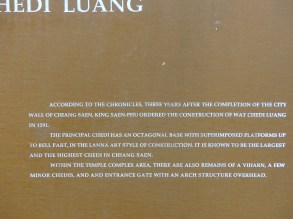 HEDI LUANG
ACCORDING TO THE CHRONICLES, THREE YEARS AFTER THE COMPLETION OF THE CITY
WALL OF CHIANG SAEN, KING SAEN-PHU ORDERED THE CONSTRUCTION OF WAT CHEDI LUANG
IN 1291.
THE PRINCIPAL CHEDI HAS AN OCTAGONAL BASE WITH SUPERIMPOSED PLATFORMS UP
TO BELL PART, IN THE LANNA ART STYLE OF CONSTRUCTION. IT IS KNOWN TO BE THE LARGEST
AND THE HIGHEST CHEDI IN CHIANG SAEN.
WITHIN THE TEMPLE COMPLEX AREA, THERE ARE ALSO REMAINS OF A VIHARN, A FEW
MINOR CHEDIS, AND AND ENTRANCE GATE WITH AN ARCH STRUCTURE OVERHEAD.